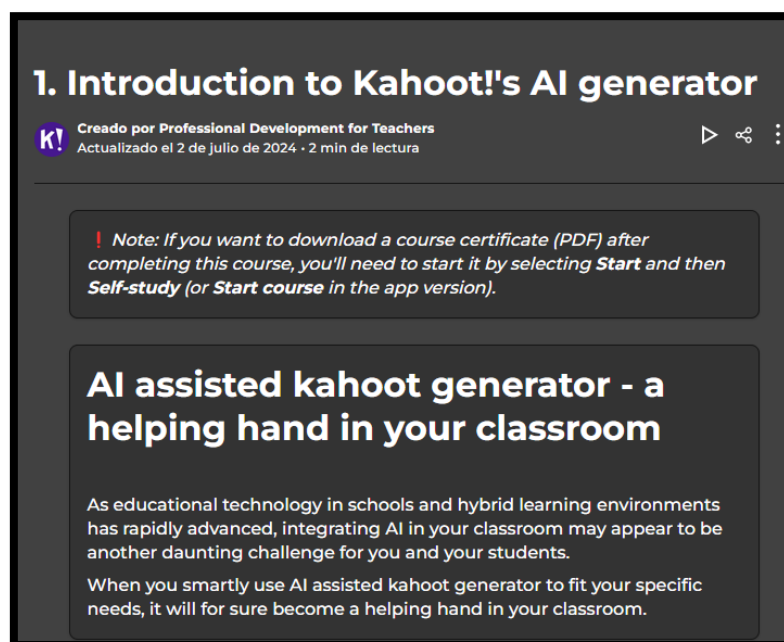 1. Introduction to Kahoot!'s AI generator
K!
Creado por Professional Development for Teachers
Actualizado el 2 de julio de 2024 • 2 min de lectura
❗ Note: If you want to download a course certificate (PDF) after
completing this course, you'll need to start it by selecting Start and then
Self-study (or Start course in the app version).
AI assisted kahoot generator - a
helping hand in your classroom
As educational technology in schools and hybrid learning environments
has rapidly advanced, integrating AI in your classroom may appear to be
another daunting challenge for you and your students.
When you smartly use AI assisted kahoot generator to fit your specific
needs, it will for sure become a helping hand in your classroom.